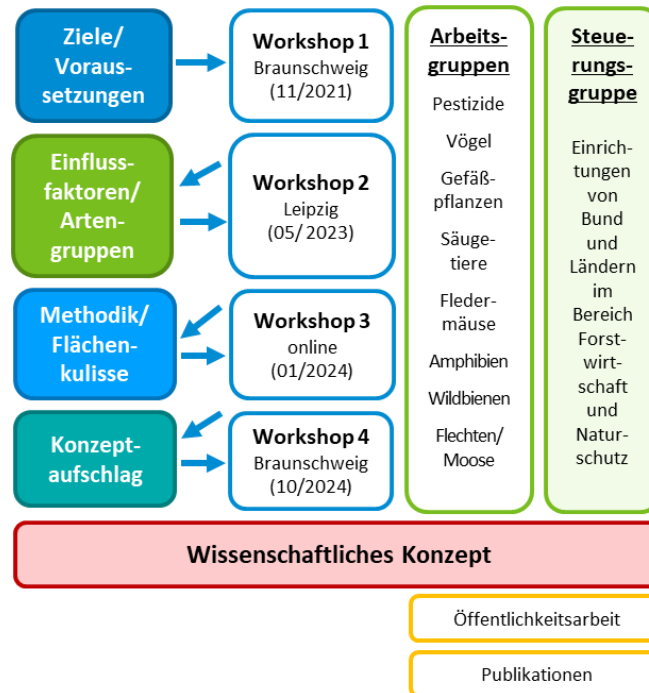 Ziele/
Voraus-
setzungen
Workshop 1
Braunschweig
(11/2021)
Einfluss-
faktoren/
Arten-
gruppen
Workshop 2
Leipzig
(05/ 2023)
Methodik/
Flächen-
kulisse
Workshop 3
online
(01/2024)
Konzept-
aufschlag
Workshop 4
Braunschweig
(10/2024)
Arbeits-
gruppen
Pestizide
Vögel
Gefäß-
pflanzen
Säuge-
tiere
Fleder-
mäuse
Amphibien
Wildbienen
Flechten/
Moose
Steue-
rungs-
gruppe
Einrich-
tungen
von
Bund
und
Ländern
im
Bereich
Forst-
wirt-
schaft
und
Natur-
schutz
Wissenschaftliches Konzept
Öffentlichkeitsarbeit
Publikationen